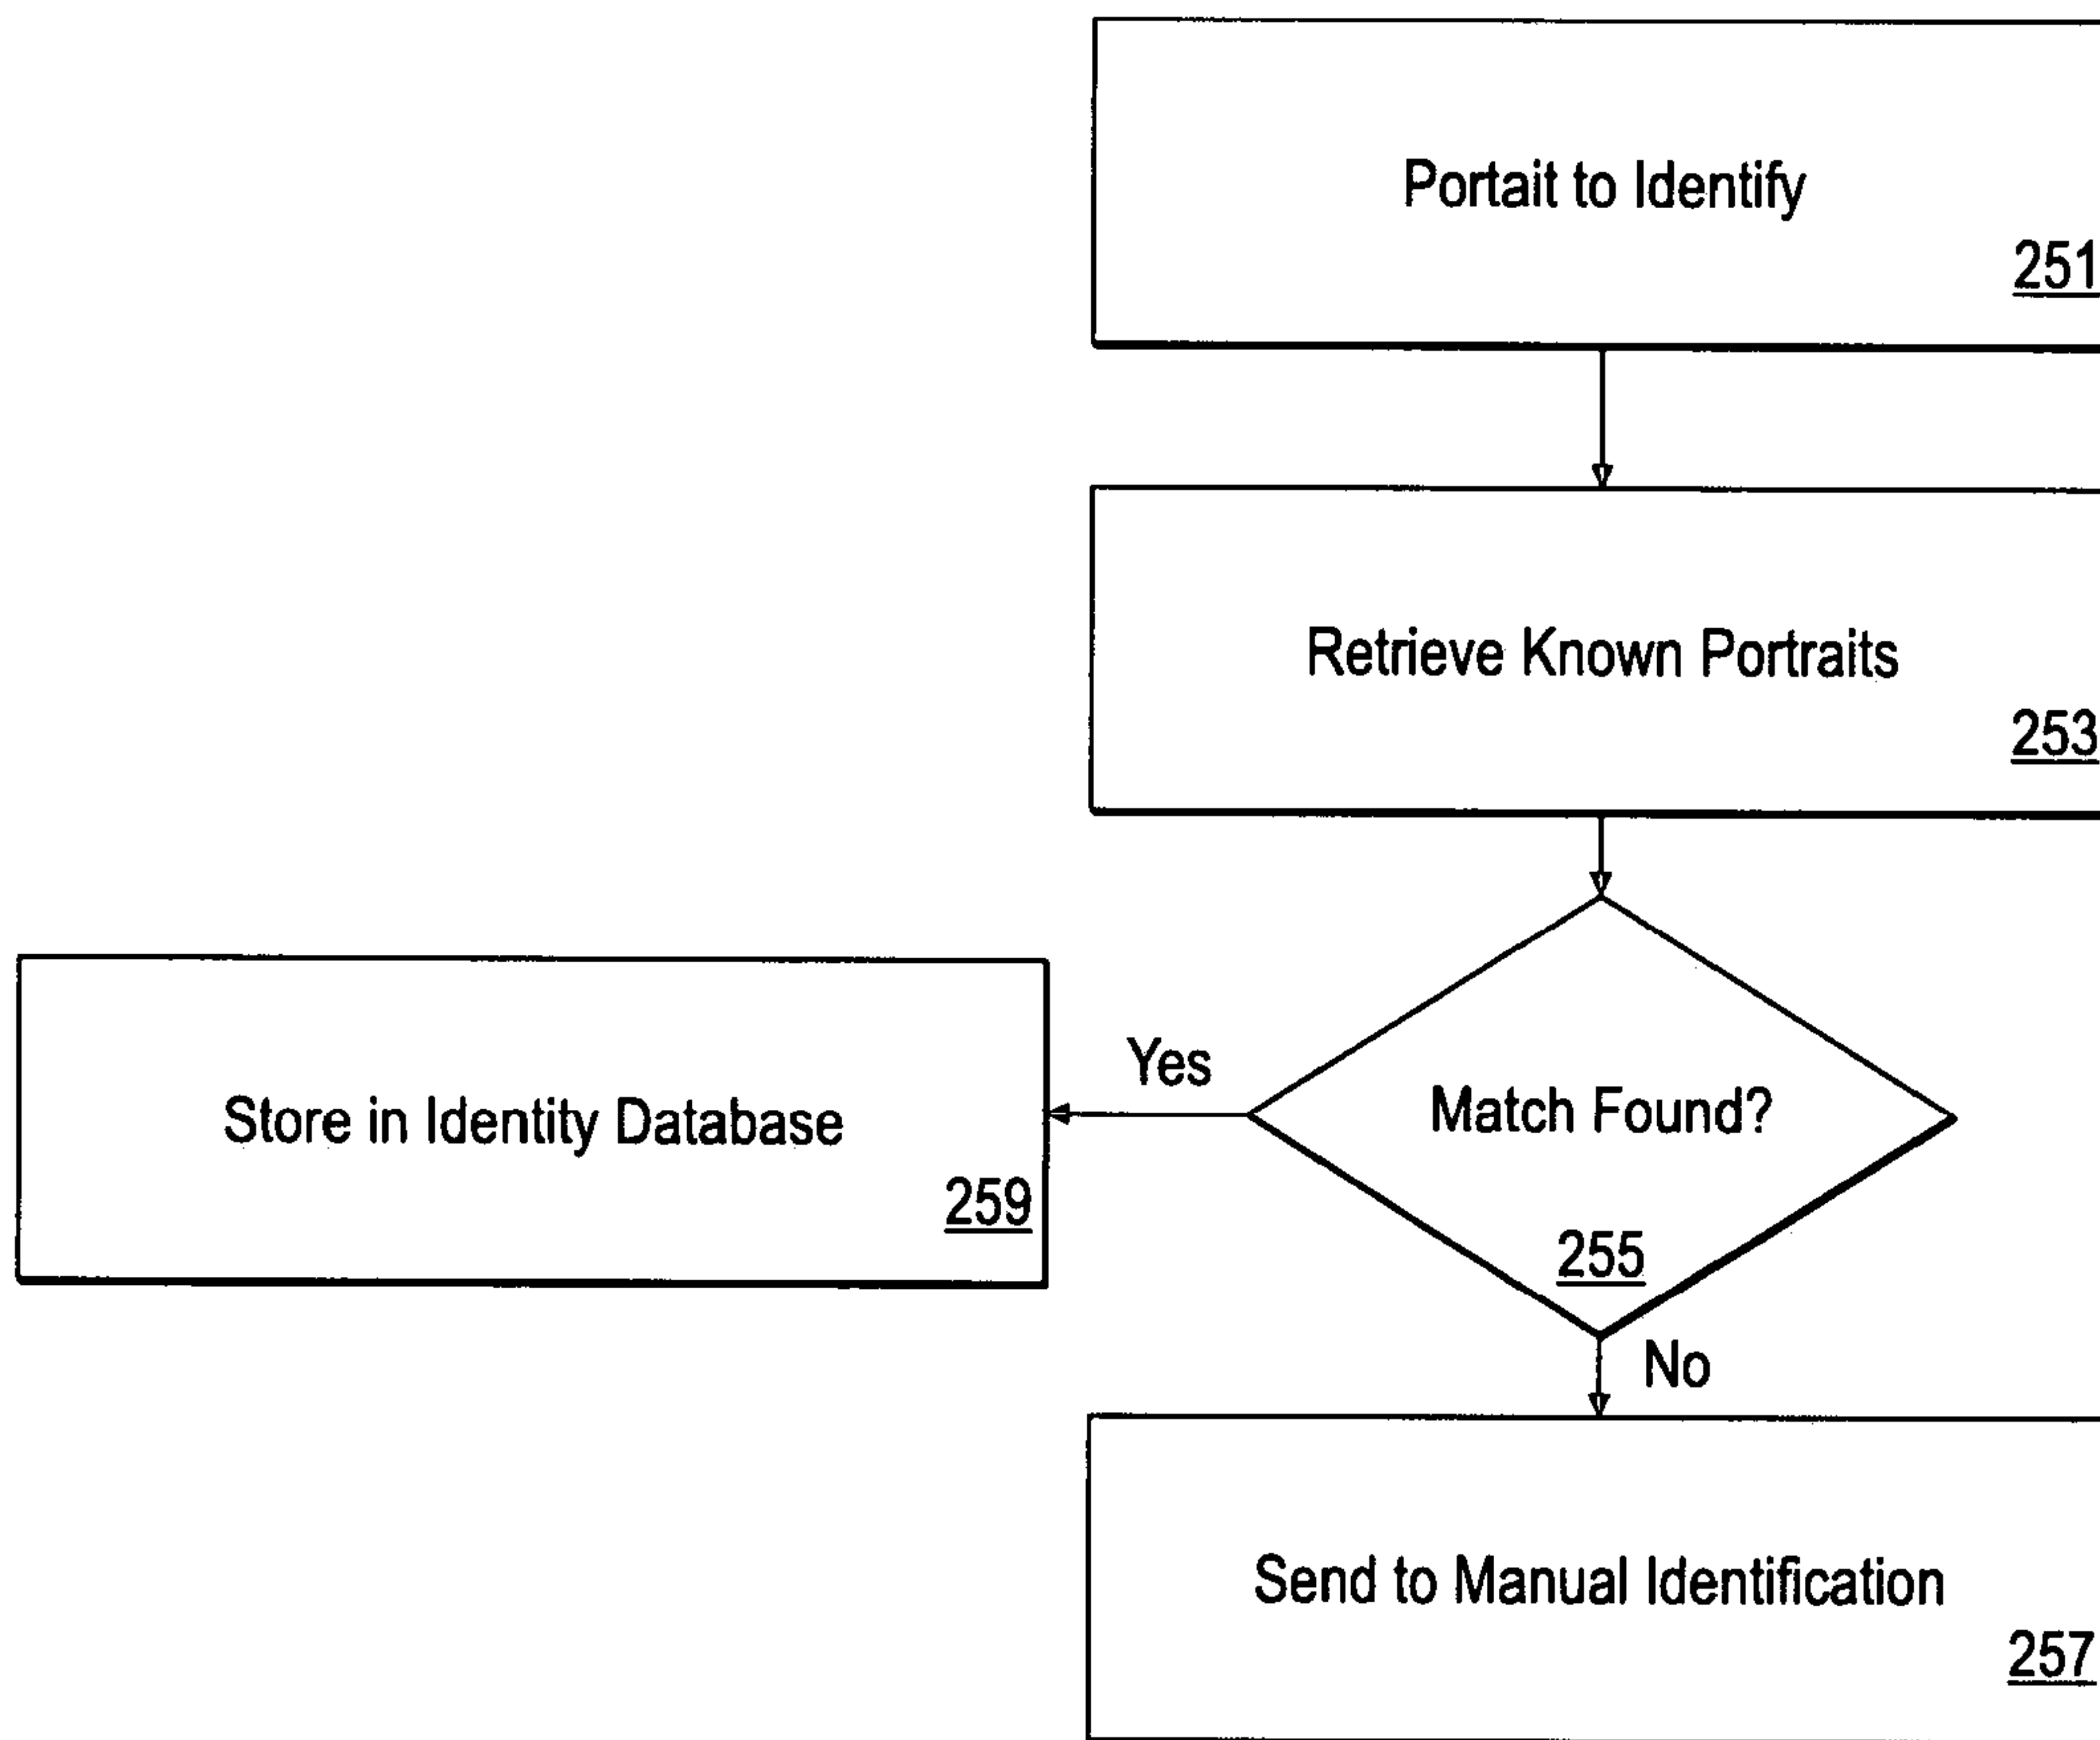 Portait to Identify
251
Retrieve Known Portraits
253
Yes
Match Found?
Store in Identity Database
259
255
No
Send to Manual Identification
257